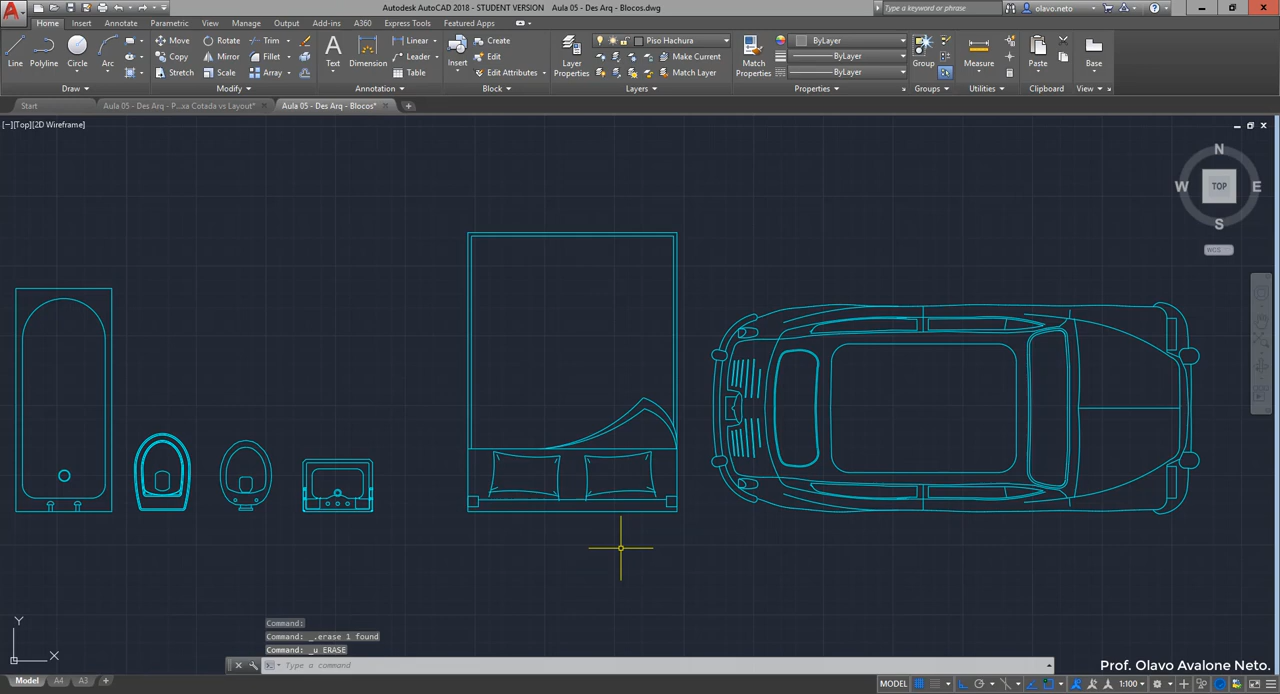 Autodesk AutoCAD 2018 - STUDENT VERSION Aula 05 - Des Arq - Blocos.dwg
Type a keyword or phrase
olavo.neto
Home Insert Annotate Parametric View Manage Output Add-ins A360 Express Tools Featured Apps
Line Polyline Circle Arc
Move Rotate Trim
Copy Mirror Fillet
Stretch Scale Array
Text Dimension
Linear
Leader
Table
Insert
Create
Edit
Edit Attributes
Layer Properties
Piso Hachura
Make Current
Match Layer
Match Properties
ByLayer
ByLayer
ByLayer
Group
Measure
Paste
Base
Draw Modify Annotation Block Layers Properties Groups Utilities Clipboard View
Start Aula 05 - Des Arq - P...xa Cotada vs Layout* Aula 05 - Des Arq - Blocos*
[−][Top][2D Wireframe]
N
W TOP E
S
WCS
Y
X
Command:
Command: _.erase 1 found
Command: _u ERASE
Type a command
Prof. Olavo Avalone Neto.
Model A4 A3
MODEL 1:100